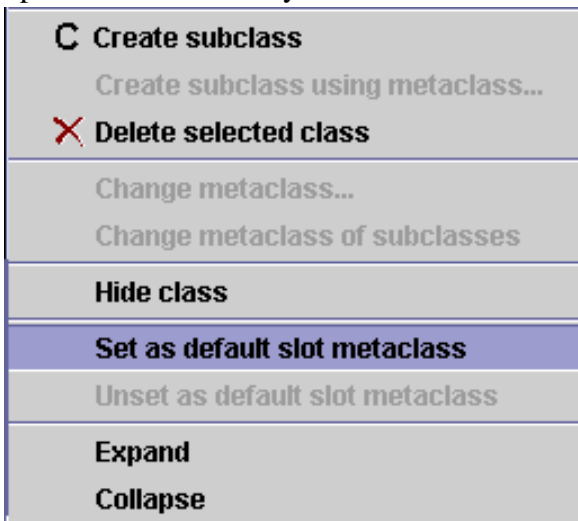 C Create subclass
Create subclass using metaclass...
Delete selected class
Change metaclass...
Change metaclass of subclasses
Hide class
Set as default slot metaclass
Unset as default slot metaclass
Expand
Collapse